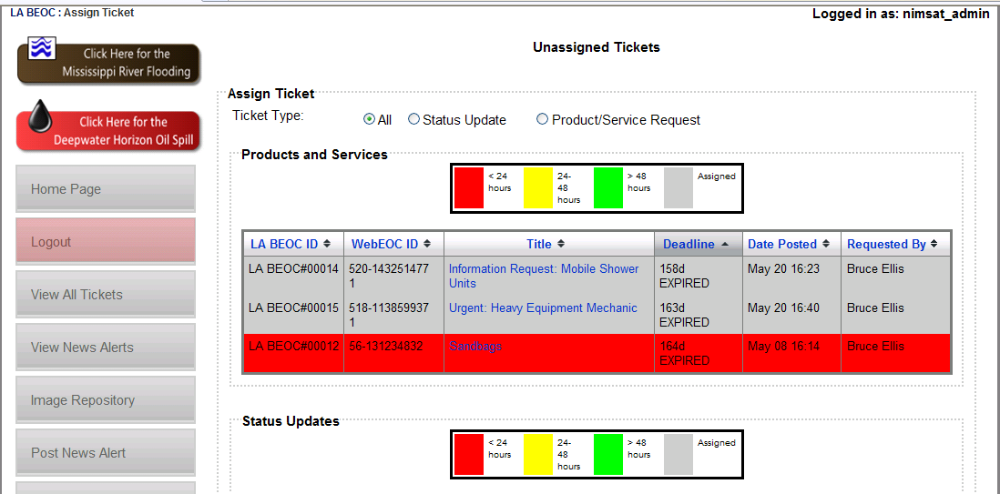 LA BEOC : Assign Ticket
Logged in as: nimsat_admin
Click Here for the
Mississippi River Flooding
Click Here for the
Deepwater Horizon Oil Spill
Home Page
Logout
View All Tickets
View News Alerts
Image Repository
Post News Alert
Unassigned Tickets
Assign Ticket
Ticket Type: All Status Update Product/Service Request
Products and Services
< 24 24- > 48 Assigned
hours 48 hours
hours
LA BEOC ID WebEOC ID Title Deadline Date Posted Requested By
LA BEOC#00014 520-143251477 Information Request: Mobile Shower 158d May 20 16:23 Bruce Ellis
1 Units EXPIRED
LA BEOC#00015 518-113859937 Urgent: Heavy Equipment Mechanic 163d May 20 16:40 Bruce Ellis
1 EXPIRED
LA BEOC#00012 56-131234832 Sandbags 164d May 08 16:14 Bruce Ellis
EXPIRED
Status Updates
< 24 24- > 48 Assigned
hours 48 hours
hours